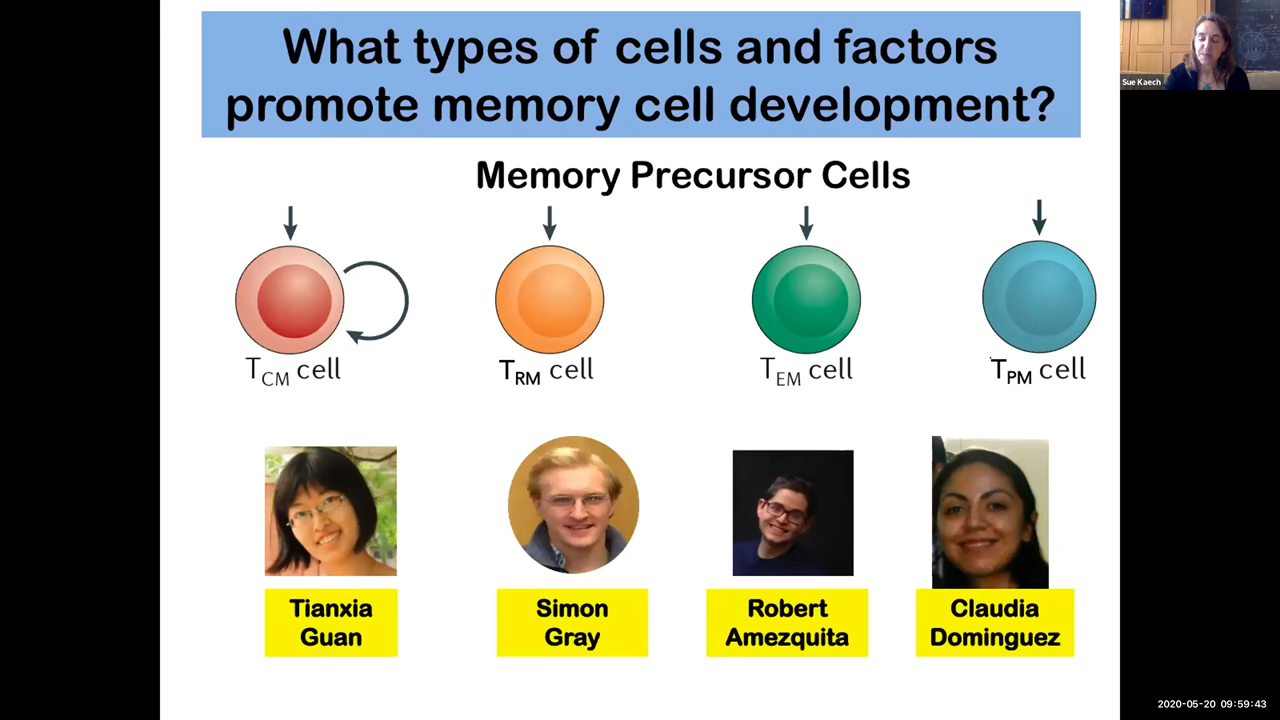 What types of cells and factors
promote memory cell development?
Sue Kaech
Memory Precursor Cells
TCM cell
TRM cell
TEM cell
TPM cell
Tianxia
Guan
Simon
Gray
Robert
Amezquita
Claudia
Dominguez
2020-05-20 09:59:43